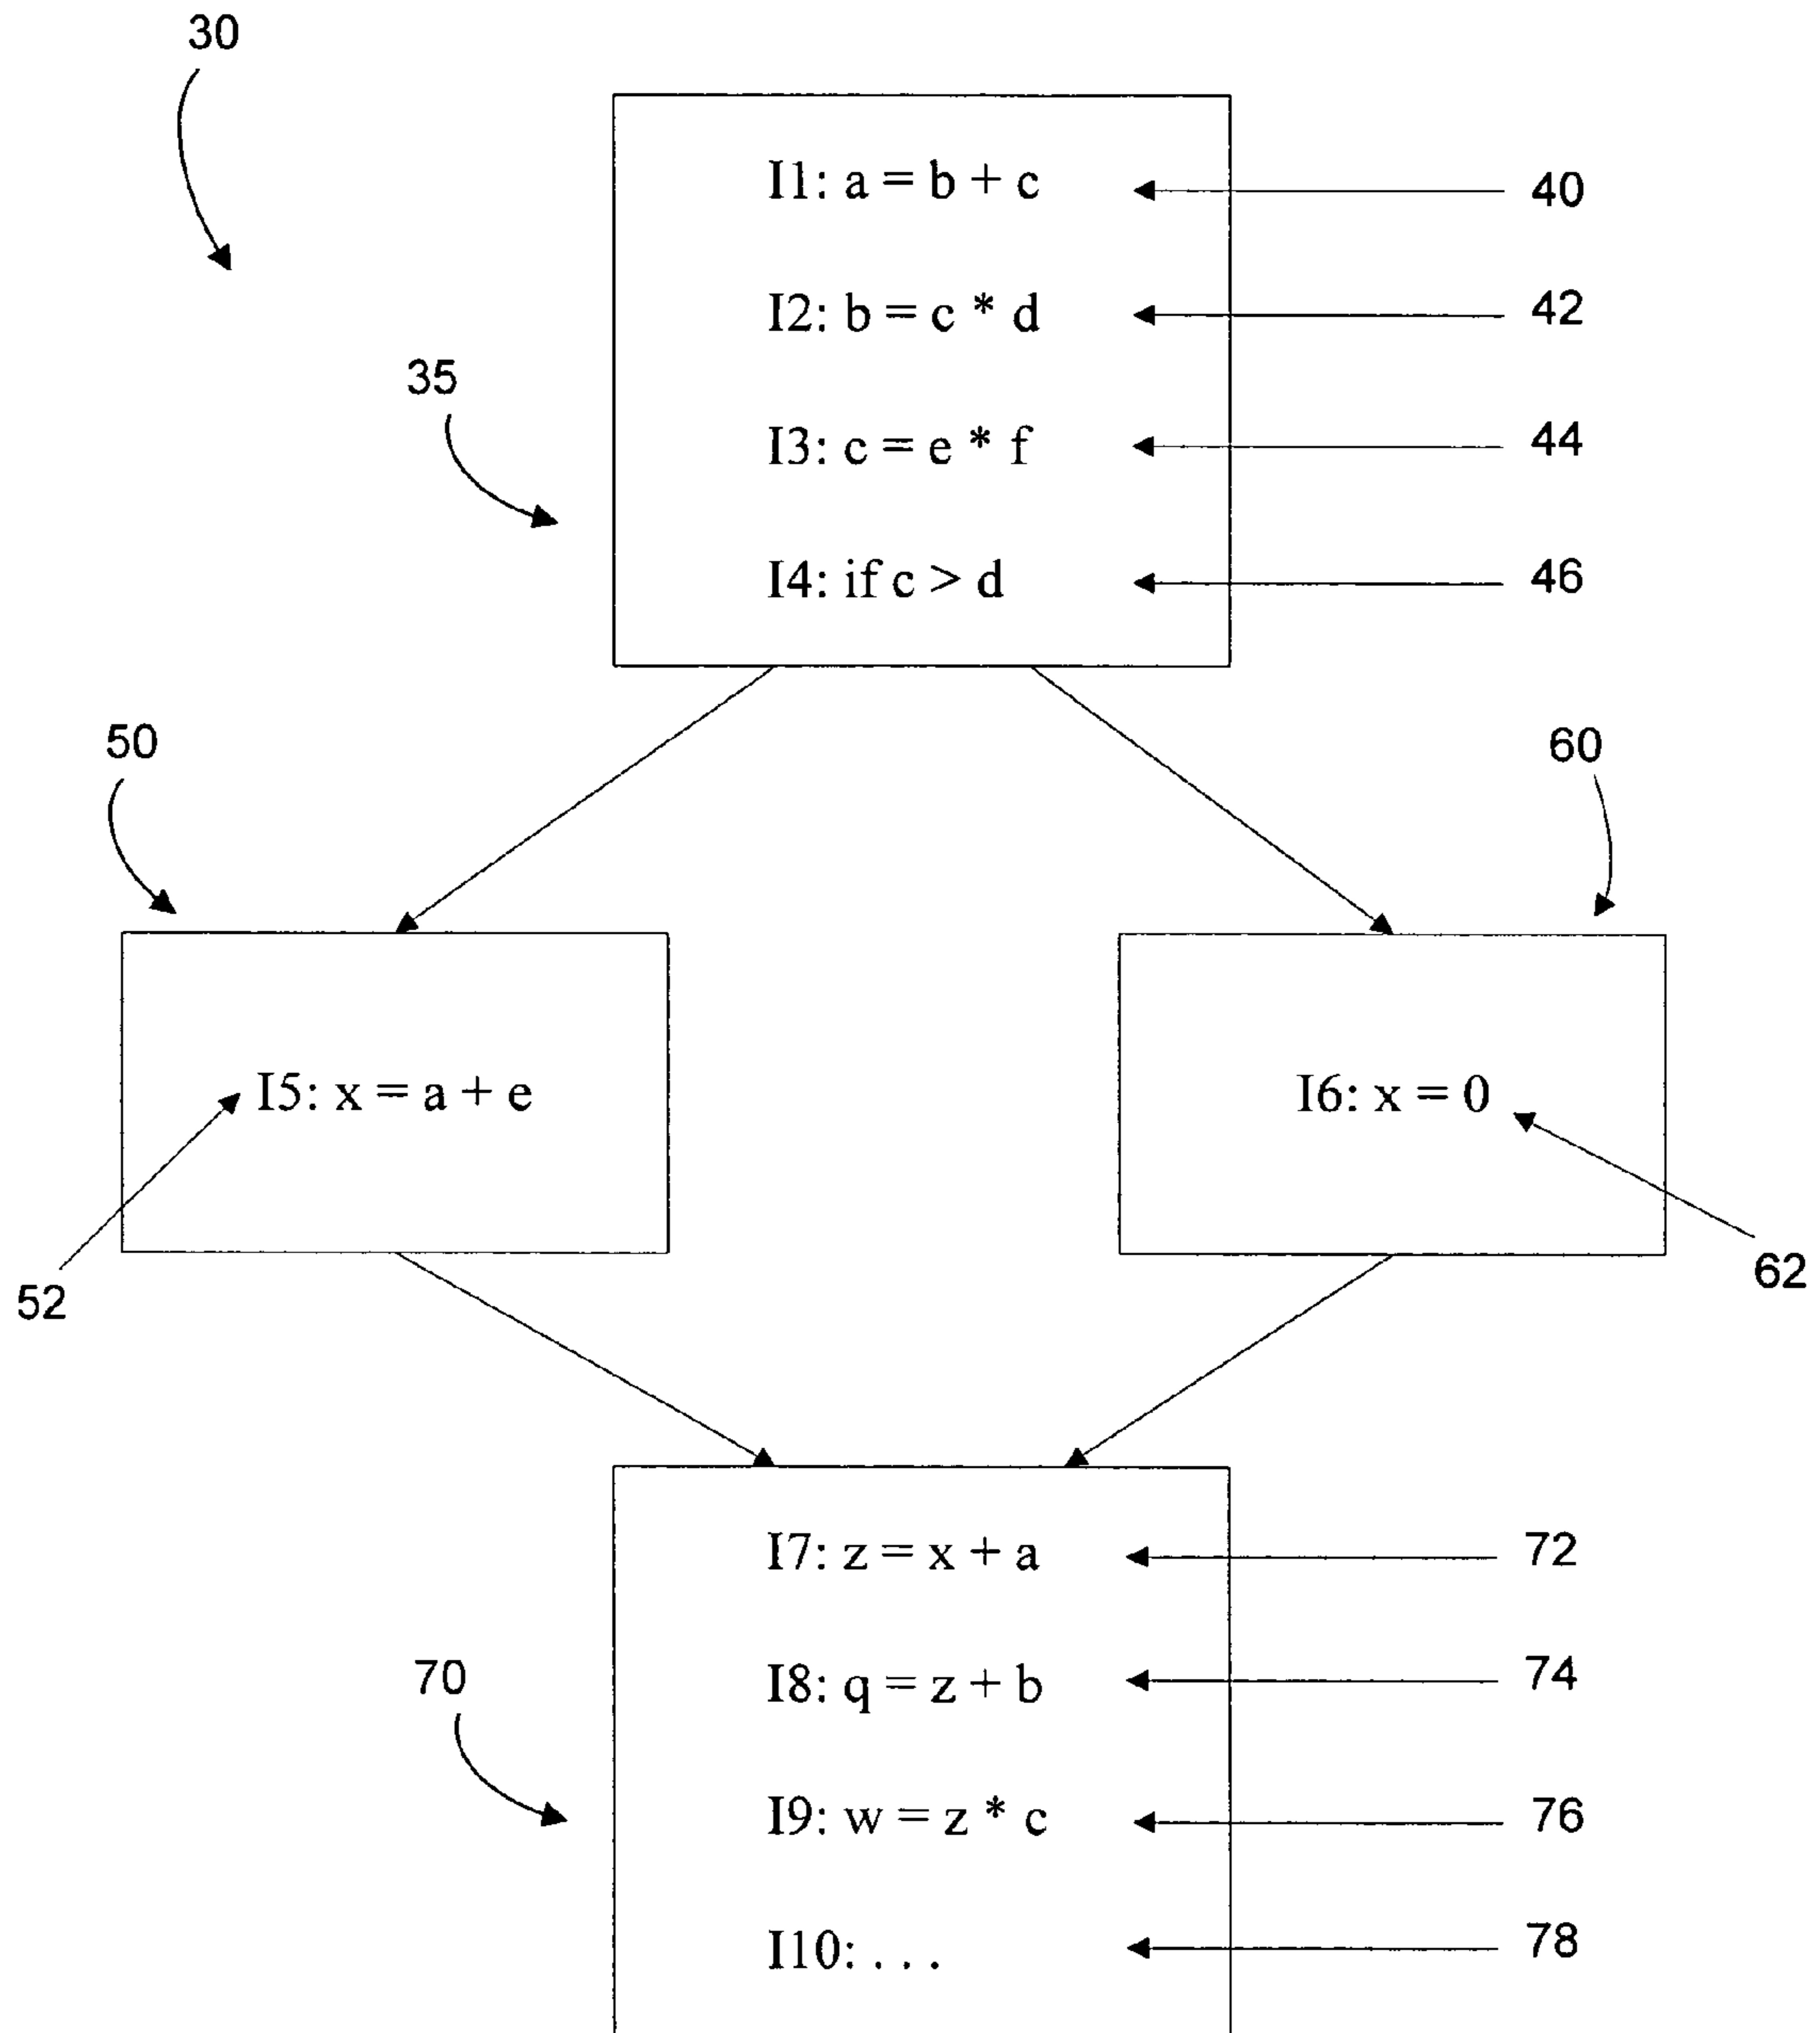 30
I1: a = b + c
40
I2: b = c * d
42
35
I3: c = e * f
44
I4: if c > d
46
50
60
I5: x = a + e
I6: x = 0
52
62
I7: z = x + a
72
70
I8: q = z + b
74
I9: w = z * c
76
I10: . . .
78